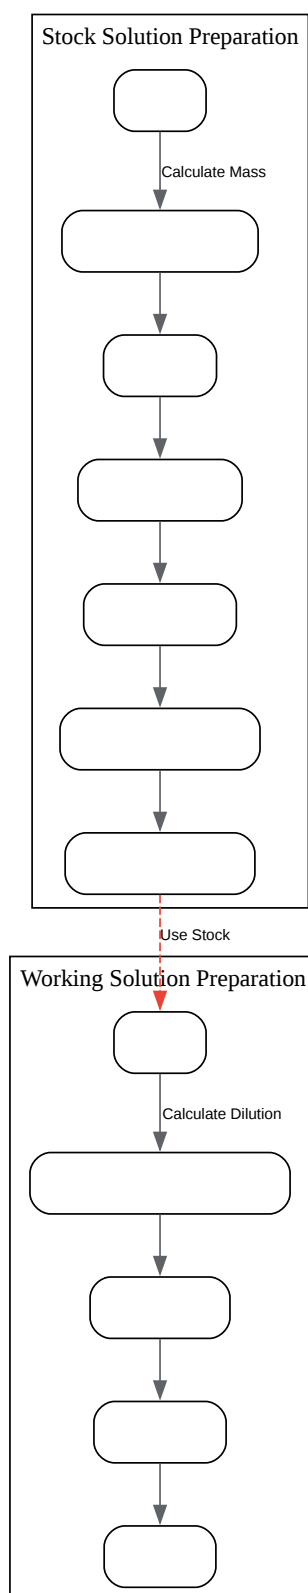 Stock Solution Preparation
Calculate Mass
Use Stock
Working Solution Preparation
Calculate Dilution